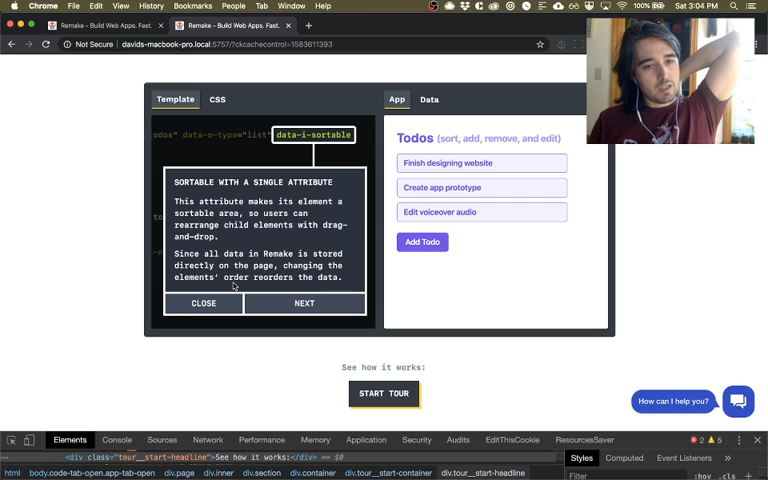 Chrome File Edit View History Bookmarks People Tab Window Help
100% Sat 3:04 PM
Remake - Build Web Apps. Fast.
Remake - Build Web Apps. Fast.
Not Secure davids-macbook-pro.local:5757/?ckcachecontrol=1583611393
Template CSS
App Data
odos" data-o-type="list" data-i-sortable
SORTABLE WITH A SINGLE ATTRIBUTE
This attribute makes its element a
sortable area, so users can
rearrange child elements with drag-
and-drop.
Since all data in Remake is stored
directly on the page, changing the
elements' order reorders the data.
CLOSE NEXT
Todos (sort, add, remove, and edit)
Finish designing website
Create app prototype
Edit voiceover audio
Add Todo
See how it works:
START TOUR
How can I help you?
Elements Console Sources Network Performance Memory Application Security Audits EditThisCookie ResourcesSaver 2 5
<div class="tour__start-headline">See how it works:</div> == $0
html body.code-tab-open.app-tab-open div.page div.inner div.section div.container div.tour__start-container div.tour__start-headline
Styles Computed Event Listeners
Filter :hov .cls